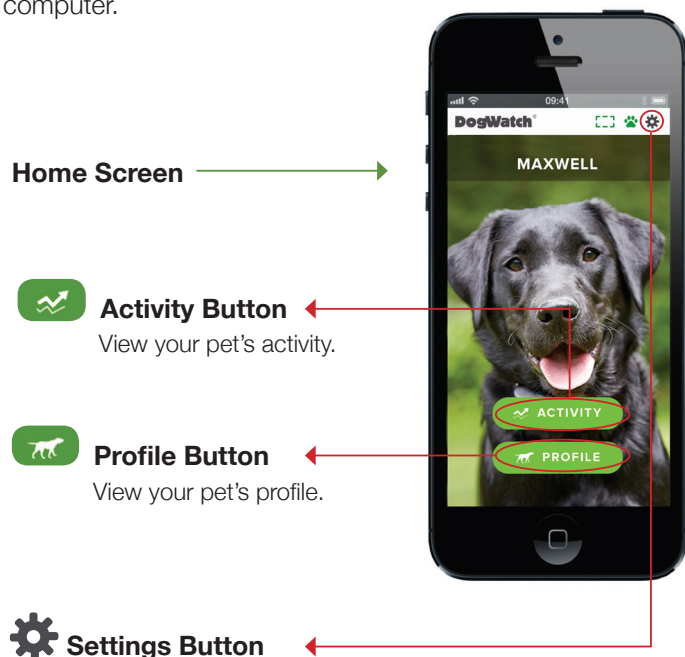 computer.
09:41
DogWatch®
MAXWELL
Home Screen
Activity Button
View your pet's activity.
ACTIVITY
Profile Button
View your pet's profile.
PROFILE
Settings Button